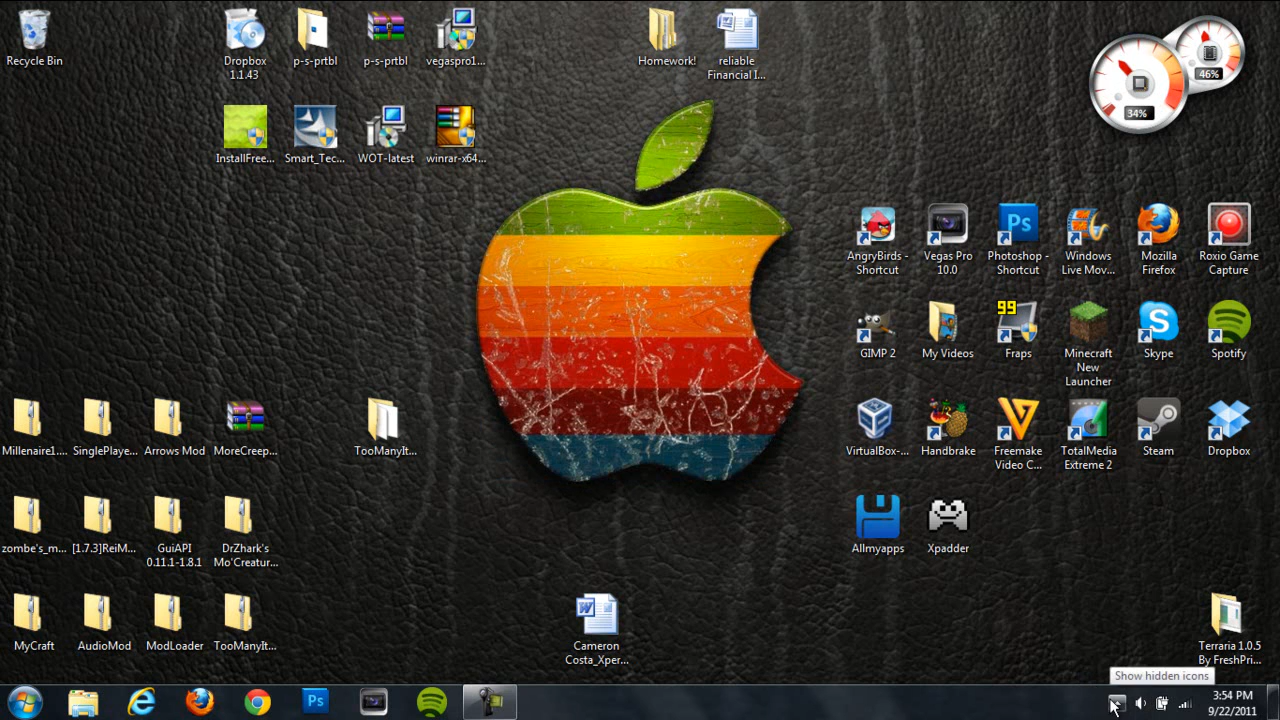 Recycle Bin
Dropbox
1.1.43
p-s-prtbl
p-s-prtbl
vegaspro1...
Homework!
reliable
Financial I...
46%
34%
InstallFree...
Smart_Tec...
WOT-latest
winrar-x64...
AngryBirds -
Shortcut
Vegas Pro
10.0
Photoshop -
Shortcut
Windows
Live Mov...
Mozilla
Firefox
Roxio Game
Capture
GIMP 2
My Videos
99
Fraps
Minecraft
New
Launcher
Skype
Spotify
Millenaire1....
SinglePlaye...
Arrows Mod
MoreCreep...
TooManyIt...
VirtualBox-...
Handbrake
Freemake
Video C...
TotalMedia
Extreme 2
Steam
Dropbox
zombe's_m...
[1.7.3]ReiM...
GuiAPI
0.11.1-1.8.1
DrZhark's
Mo'Creatur...
Allmyapps
Xpadder
MyCraft
AudioMod
ModLoader
TooManyIt...
Cameron
Costa_Xper...
Terraria 1.0.5
By FreshPri...
Show hidden icons
Ps
Ps
3:54 PM
9/22/2011